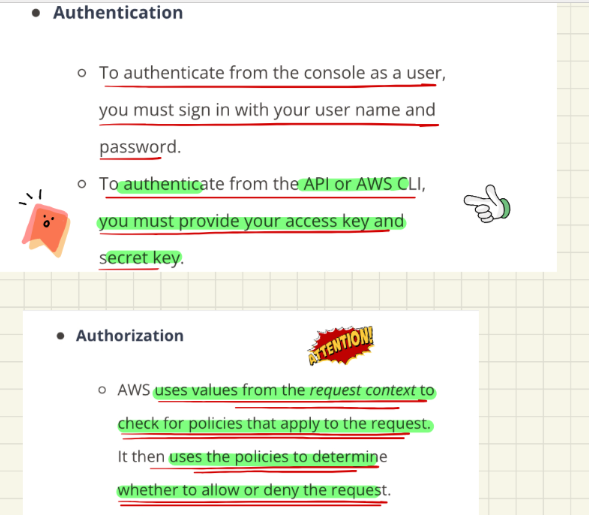 Authentication
To authenticate from the console as a user,
you must sign in with your user name and
password.
To authenticate from the API or AWS CLI,
you must provide your access key and
secret key.
Authorization
ATTENTION!
AWS uses values from the request context to
check for policies that apply to the request.
It then uses the policies to determine
whether to allow or deny the request.